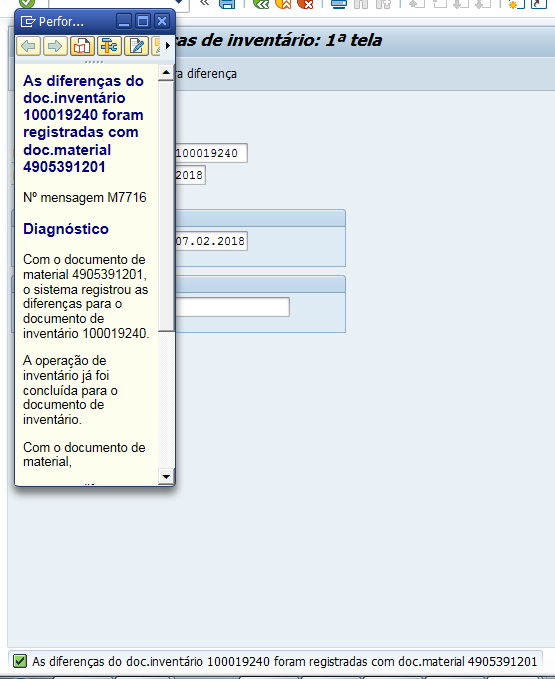 Perfor...
ças de inventário: 1ª tela
ra diferença
As diferenças do
doc.inventário
100019240 foram
registradas com
doc.material
4905391201
Nº mensagem M7716
Diagnóstico
Com o documento de
material 4905391201,
o sistema registrou as
diferenças para o
documento de
inventário 100019240.
A operação de
inventário já foi
concluída para o
documento de
inventário.
Com o documento de
material,
100019240
2018
07.02.2018
As diferenças do doc.inventário 100019240 foram registradas com doc.material 4905391201